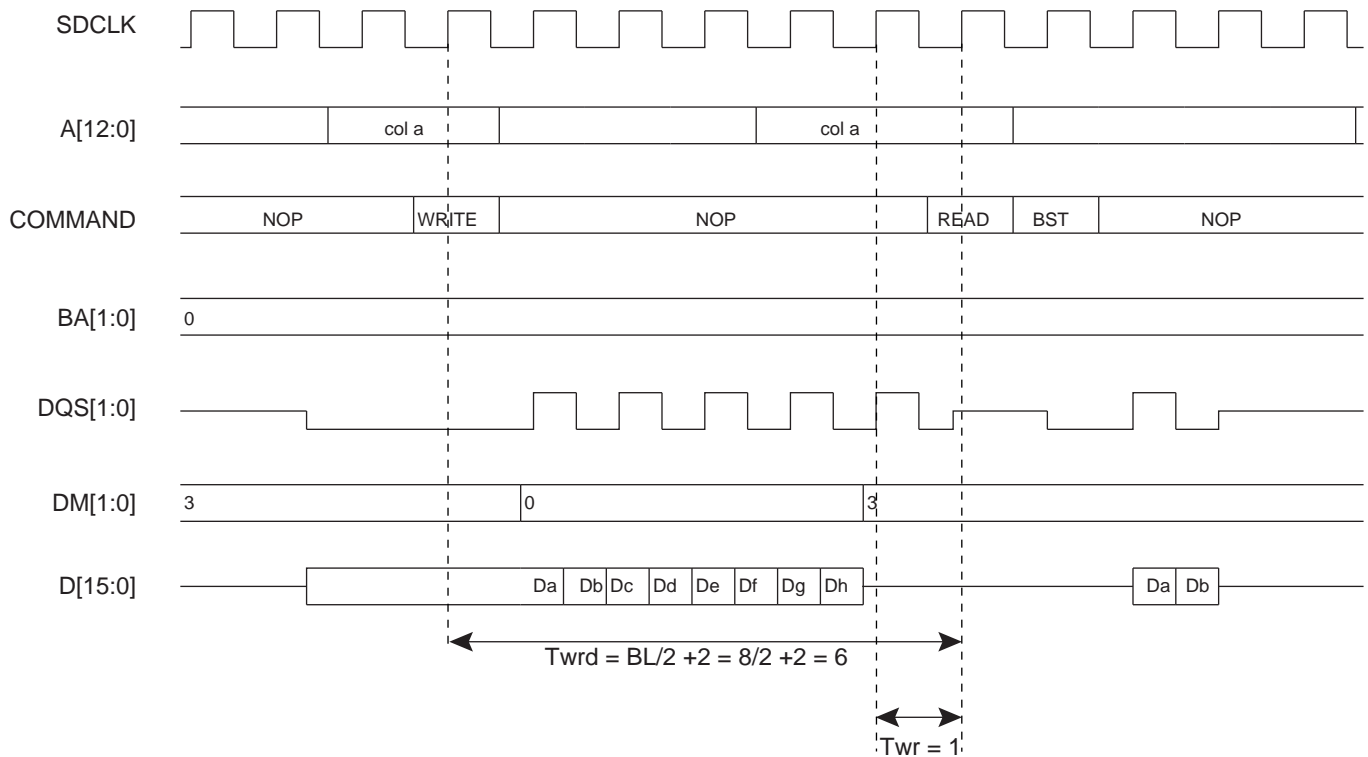 SDCLK
A[12:0] col a col a
COMMAND NOP WRITE NOP READ BST NOP
BA[1:0] 0
DQS[1:0]
DM[1:0] 3 0 3
D[15:0] Da Db Dc Dd De Df Dg Dh Da Db
Twrd = BL/2 +2 = 8/2 +2 = 6
Twr = 1